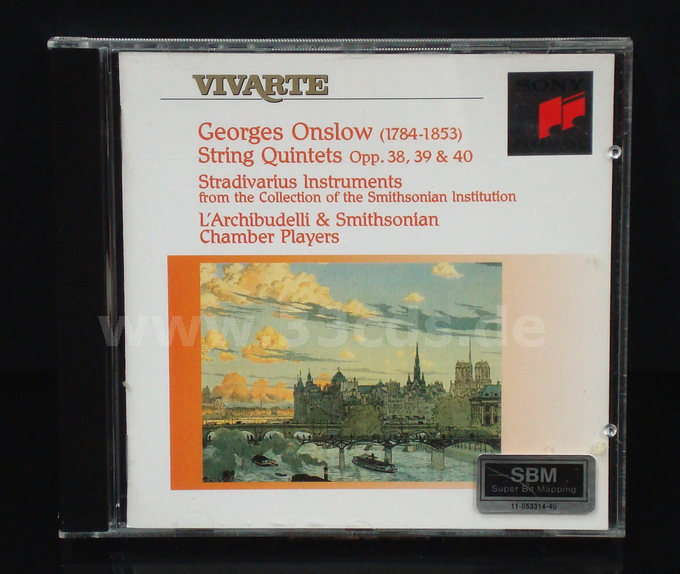 VIVARTE
SONY
Georges Onslow (1784-1853)
String Quintets Opp. 38, 39 & 40
Stradivarius Instruments
from the Collection of the Smithsonian Institution
L'Archibudelli & Smithsonian
Chamber Players
www.33cds.de
SBM
Super Bit Mapping
11-053314-40